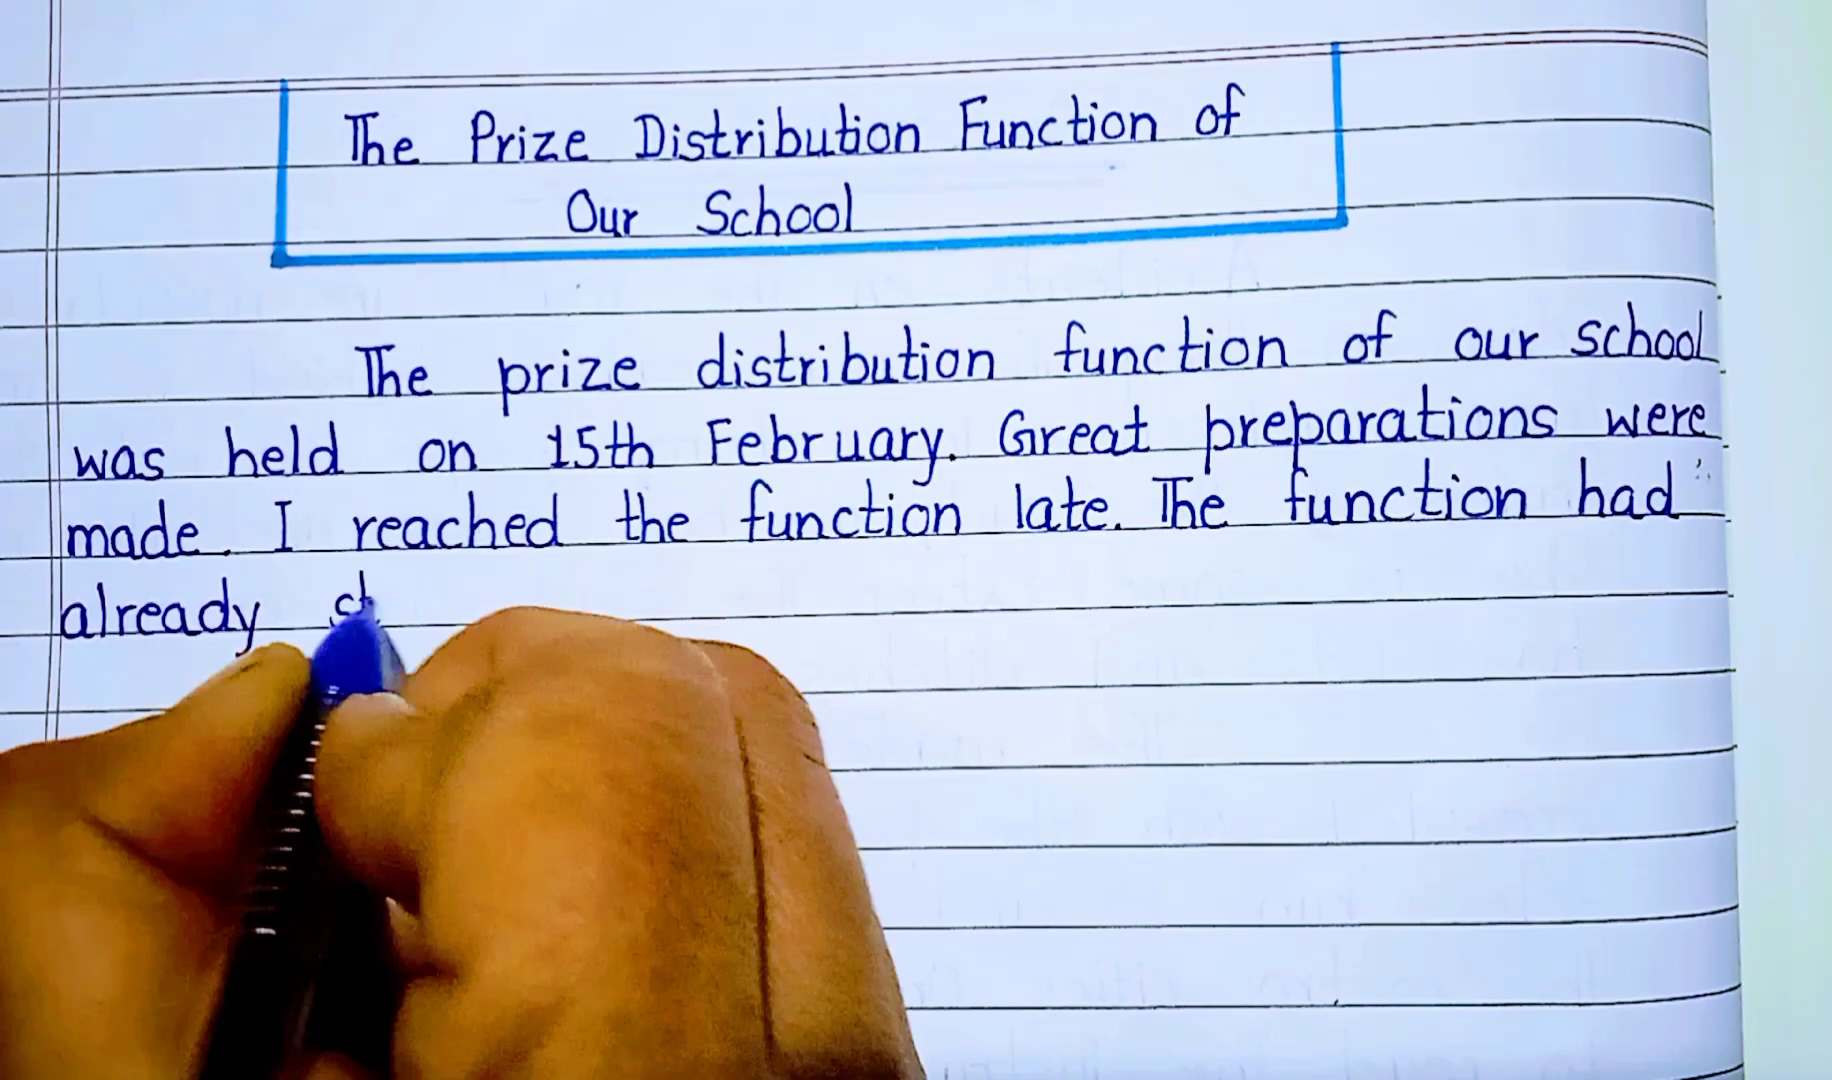 The Prize Distribution Function of
Our School
The prize distribution function of our school
was held on 15th February. Great preparations were
made. I reached the function late. The function had
already st